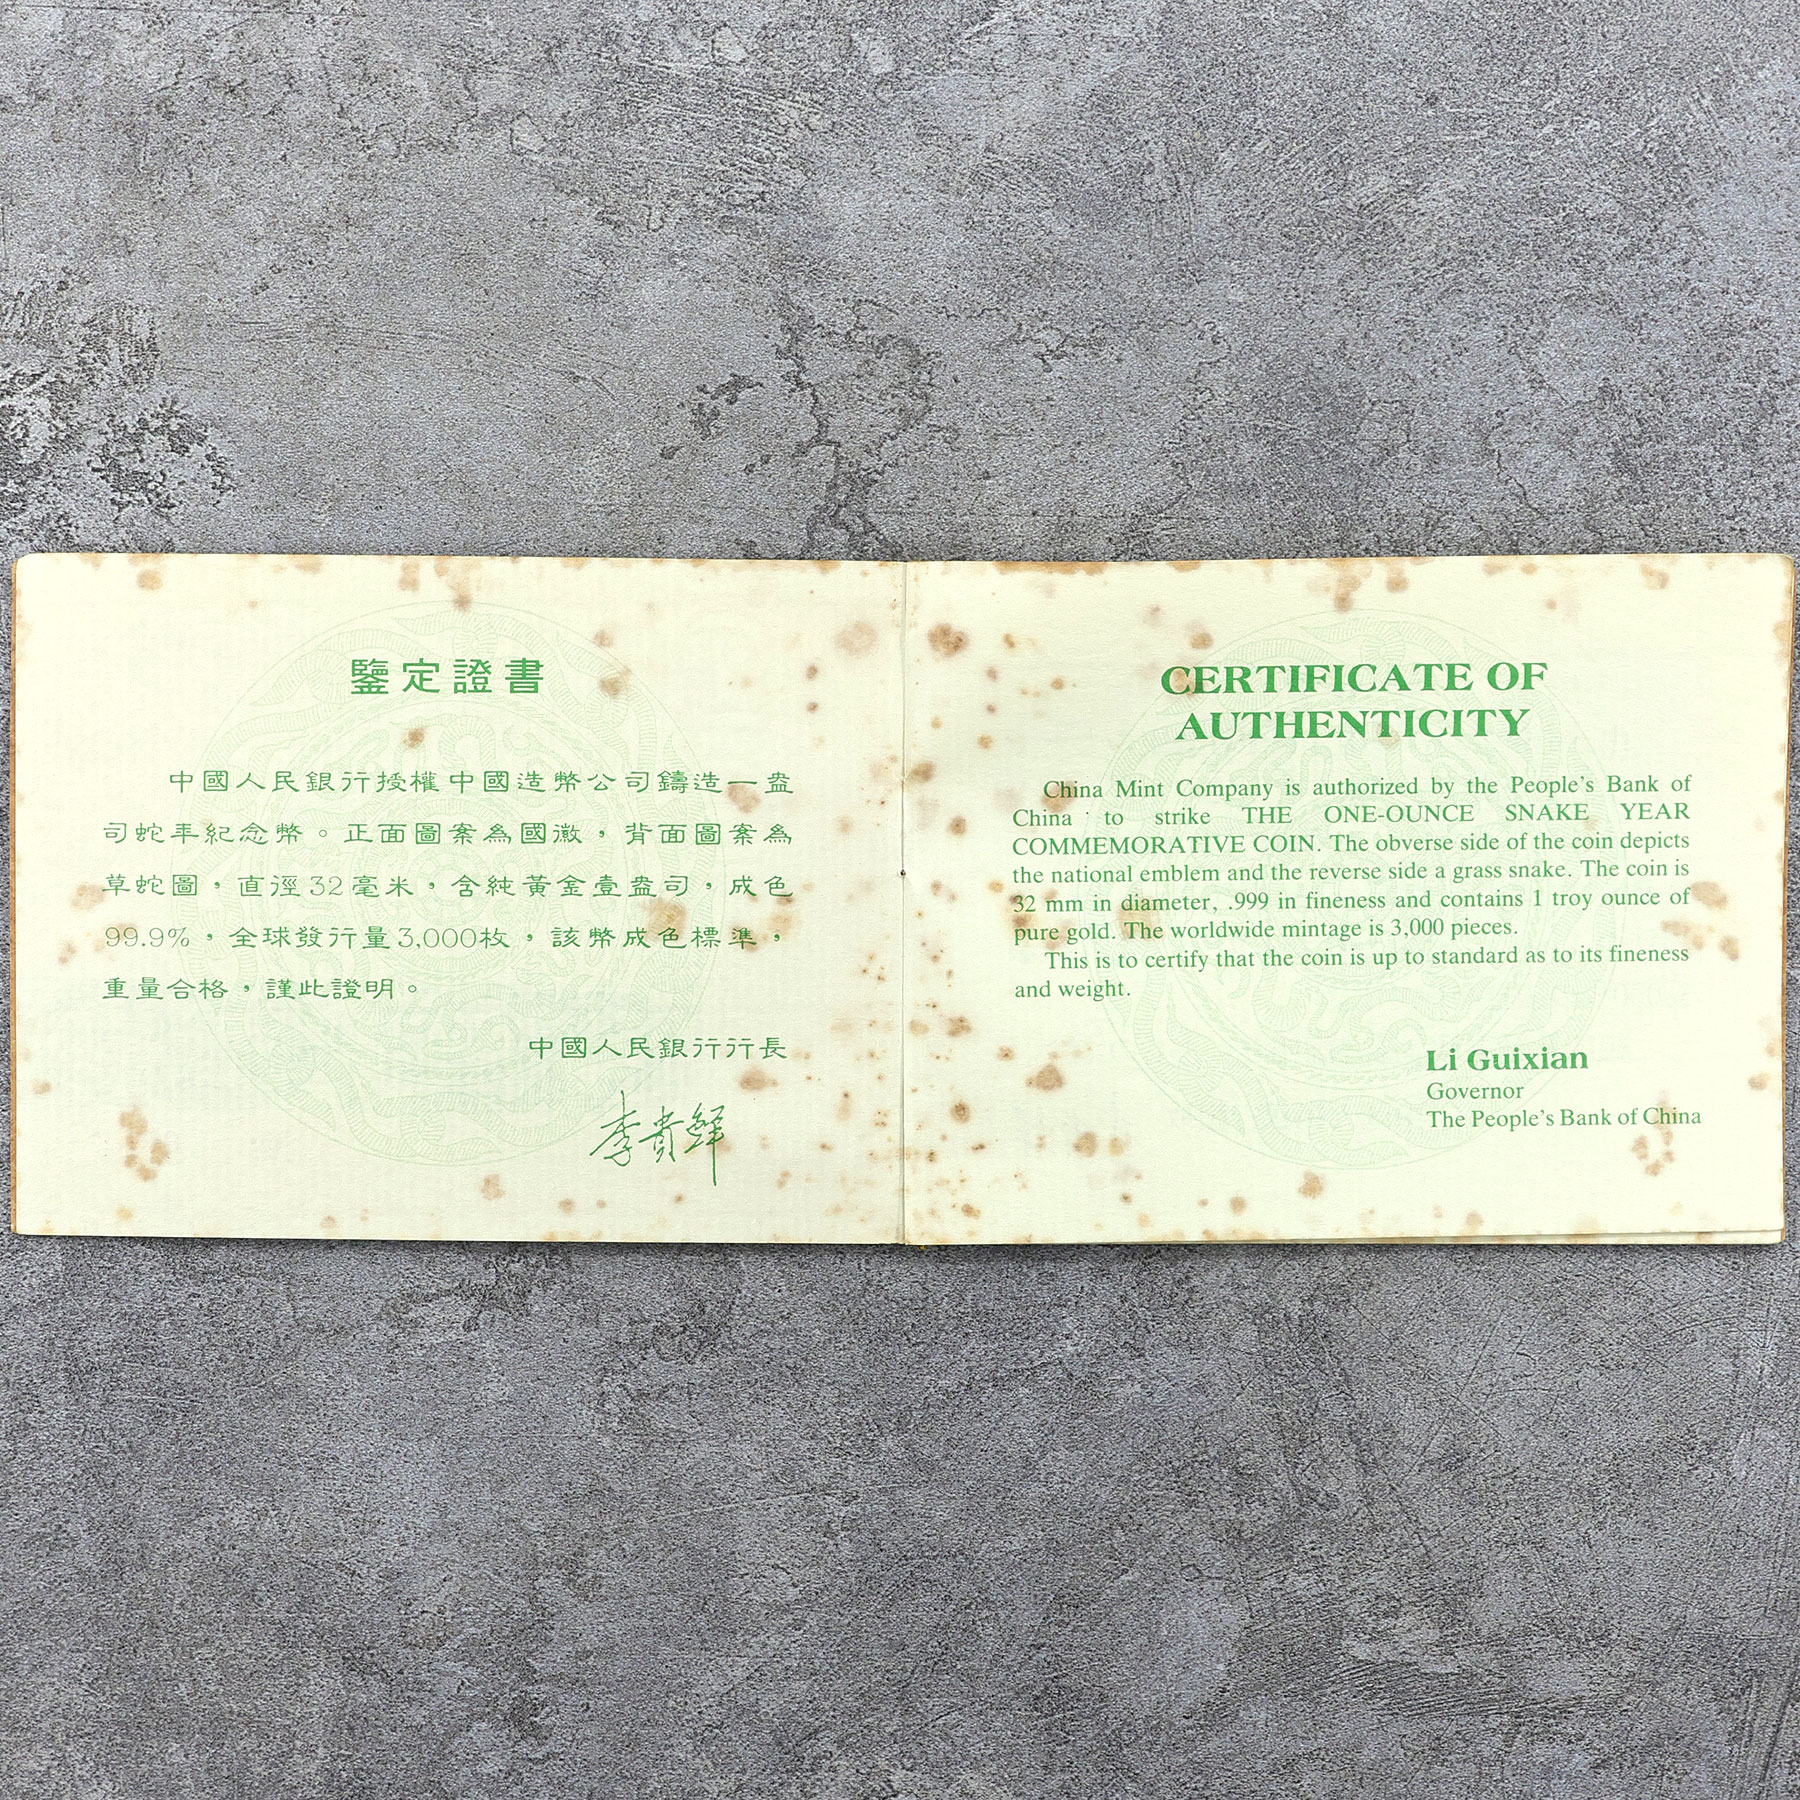 鑒定證書
中國人民銀行授權中國造幣公司鑄造一盎
司蛇年紀念幣。正面圖案為國徽，背面圖案為
草蛇圖，直徑32毫米，含純黃金壹盎司，成色
99.9%，全球發行量3,000枚，該幣成色標準，
重量合格，謹此證明。
中國人民銀行行長
李貴鲜
CERTIFICATE OF
AUTHENTICITY
China Mint Company is authorized by the People's Bank of
China to strike THE ONE-OUNCE SNAKE YEAR
COMMEMORATIVE COIN. The obverse side of the coin depicts
the national emblem and the reverse side a grass snake. The coin is
32 mm in diameter, .999 in fineness and contains 1 troy ounce of
pure gold. The worldwide mintage is 3,000 pieces.
This is to certify that the coin is up to standard as to its fineness
and weight.
Li Guixian
Governor
The People's Bank of China